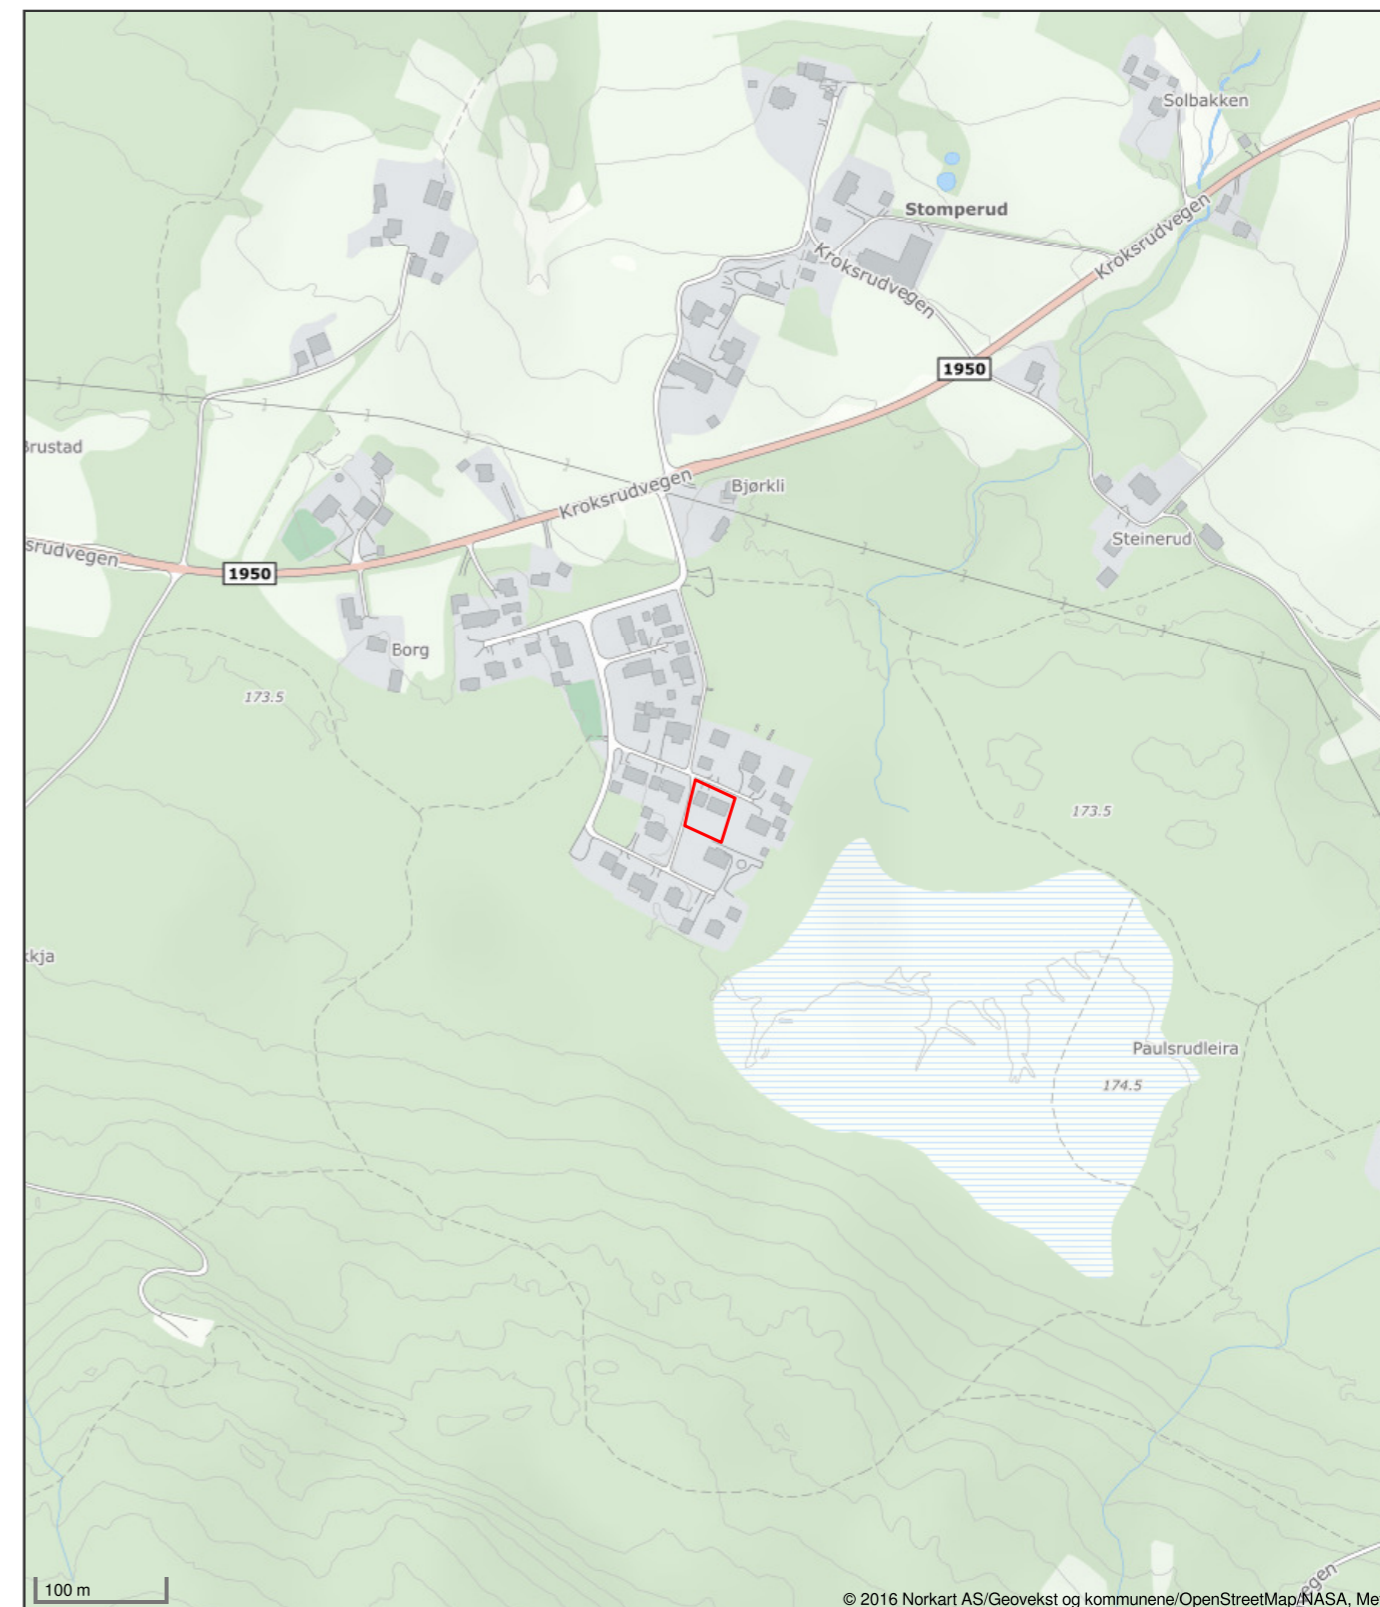 Solbakken
Stomperud
Kroksrudvegen
Kroksrudvegen
1950
Brustad
Kroksrudvegen
Bjørkli
Steinerud
srudvegen
1950
Borg
173.5
173.5
kja
Paulsrudleira
174.5
100 m
egen
© 2016 Norkart AS/Geovekst og kommunene/OpenStreetMap/NASA, Me